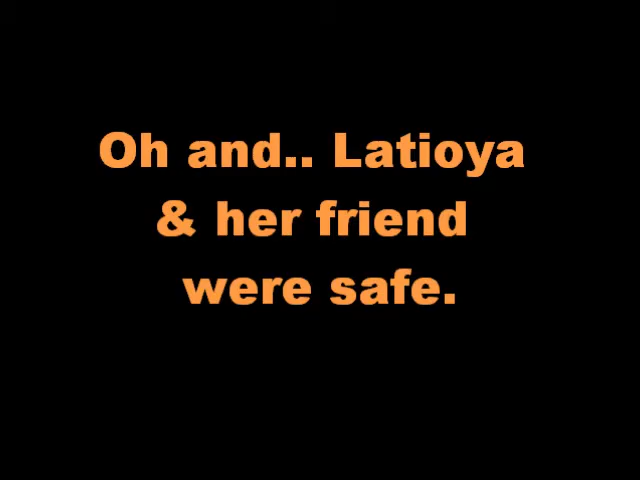 Oh and.. Latioya
& her friend
were safe.